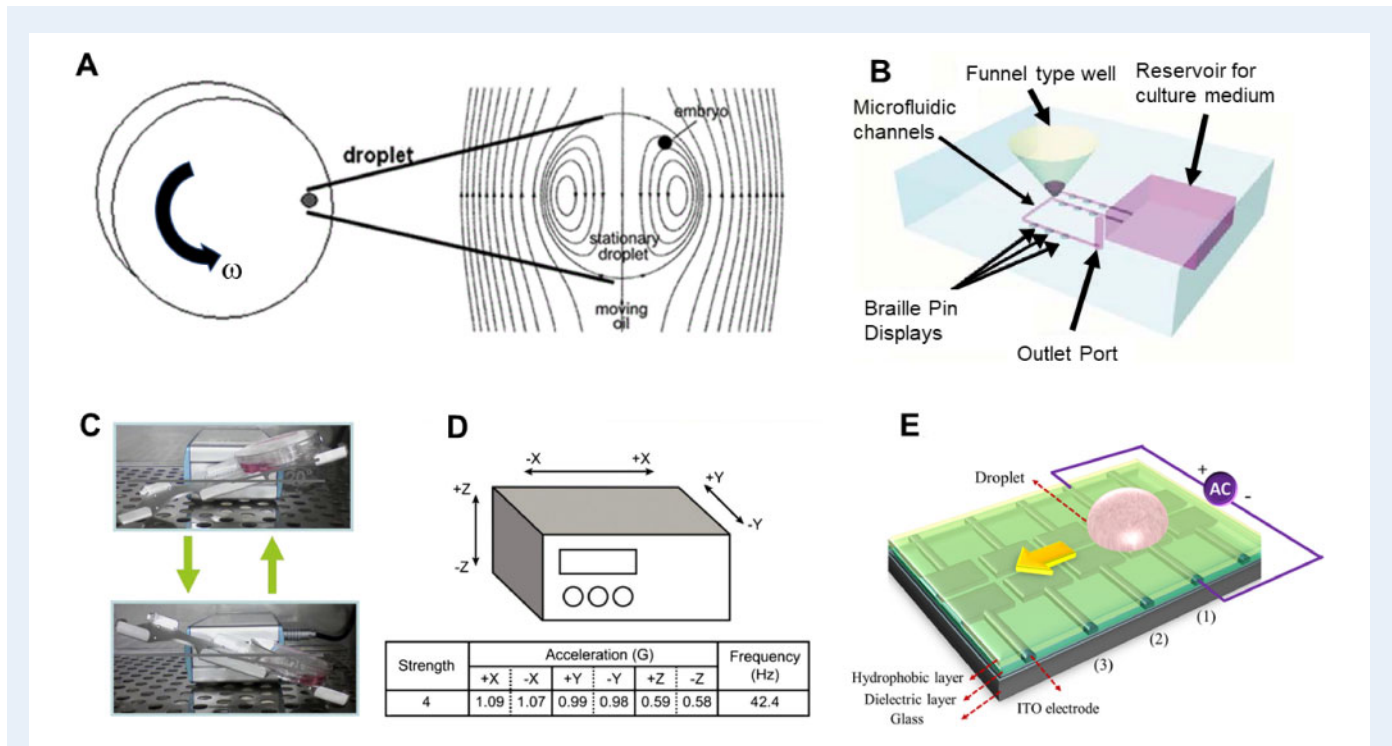 A
droplet
ω
embryo
stationary
droplet
moving
oil
B
Funnel type well
Reservoir for
culture medium
Microfluidic
channels
Braille Pin
Displays
Outlet Port
C
D
-X +X
+Y
-Y
+Z
-Z
Strength Acceleration (G) Frequency
(Hz)
+X -X +Y -Y +Z -Z
4 1.09 1.07 0.99 0.98 0.59 0.58 42.4
E
Droplet
+ AC -
(1)
(2)
(3)
Hydrophobic layer
Dielectric layer
Glass
ITO electrode